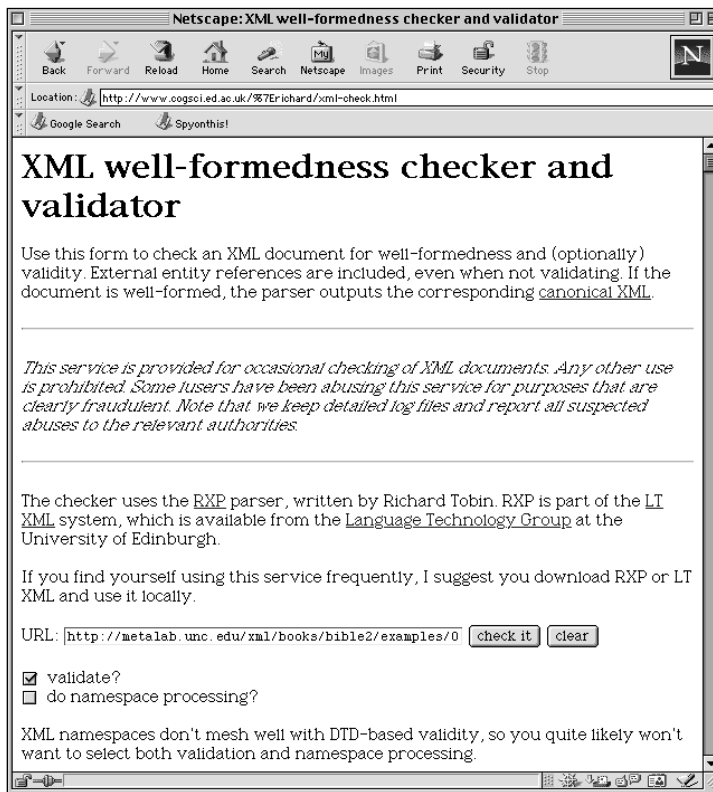 Netscape: XML well-formedness checker and validator
Back Forward Reload Home Search Netscape Images Print Security Stop
My
N
Location: http://www.cogsci.ed.ac.uk/%7Erichard/xml-check.html
Google Search Spyonthis!
XML well-formedness checker and
validator
Use this form to check an XML document for well-formedness and (optionally)
validity. External entity references are included, even when not validating. If the
document is well-formed, the parser outputs the corresponding canonical XML.
This service is provided for occasional checking of XML documents. Any other use
is prohibited. Some lusers have been abusing this service for purposes that are
clearly fraudulent. Note that we keep detailed log files and report all suspected
abuses to the relevant authorities.
The checker uses the RXP parser, written by Richard Tobin. RXP is part of the LT
XML system, which is available from the Language Technology Group at the
University of Edinburgh.
If you find yourself using this service frequently, I suggest you download RXP or LT
XML and use it locally.
URL: http://metalab.unc.edu/xml/books/bible2/examples/0 check it clear
validate?
do namespace processing?
XML namespaces don't mesh well with DTD-based validity, so you quite likely won't
want to select both validation and namespace processing.